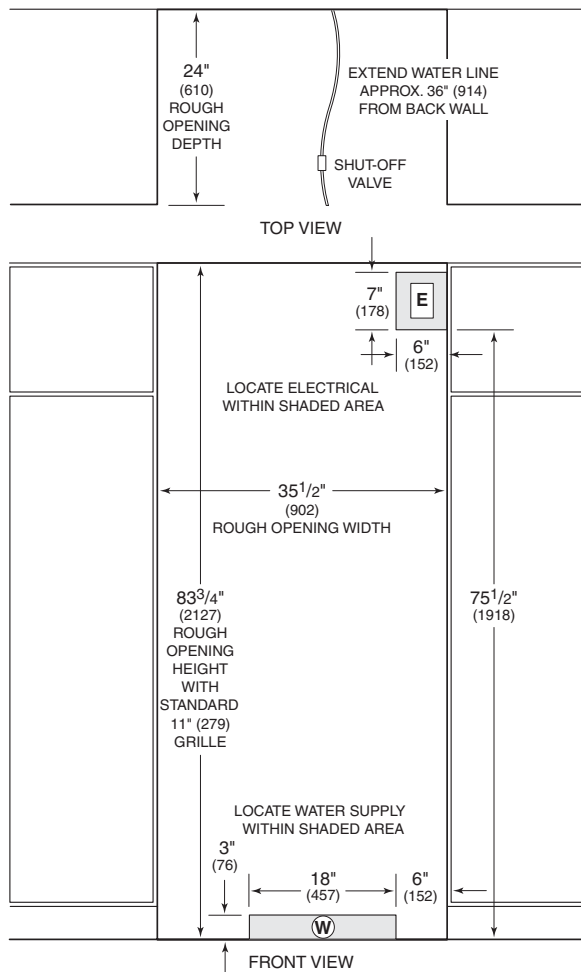 24"
(610)
ROUGH
OPENING
DEPTH
EXTEND WATER LINE
APPROX. 36" (914)
FROM BACK WALL
SHUT-OFF
VALVE
TOP VIEW
7"
(178)
E
6"
(152)
LOCATE ELECTRICAL
WITHIN SHADED AREA
35 1/2"
(902)
ROUGH OPENING WIDTH
83 3/4"
(2127)
ROUGH
OPENING
HEIGHT
WITH
STANDARD
11" (279)
GRILLE
75 1/2"
(1918)
LOCATE WATER SUPPLY
WITHIN SHADED AREA
3"
(76)
18"
(457)
6"
(152)
W
FRONT VIEW